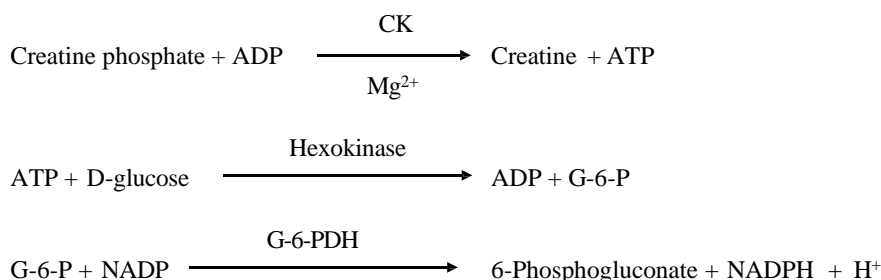 CK
Creatine phosphate + ADP Creatine + ATP
Mg²⁺
Hexokinase
ATP + D-glucose ADP + G-6-P
G-6-PDH
G-6-P + NADP 6-Phosphogluconate + NADPH + H⁺